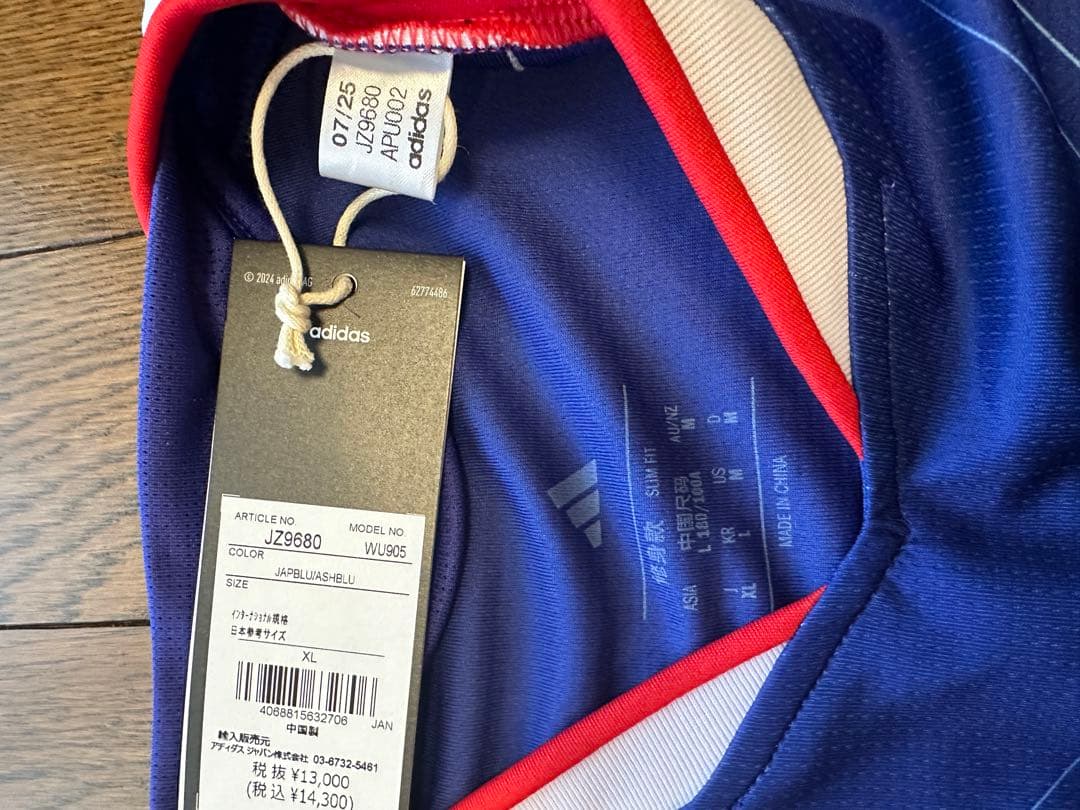 07/25
JZ9680
APU002
adidas
© 2024 adi AG
62774486
adidas
ARTICLE NO.
MODEL NO.
JZ9680
WU905
COLOR
JAPBLU/ASHBLU
SIZE
インターナショナル規格
日本参考サイズ
XL
4068815632706
JAN
中国製
輸入販売元
アディダス ジャパン株式会社 03-6732-5461
税 抜 ¥13,000
(税込 ¥14,300)
修身款 SLIM FIT
ASIA 中国尺码 AU/NZ
L 180/100A M
J KR US D
XL L M M
MADE IN CHINA